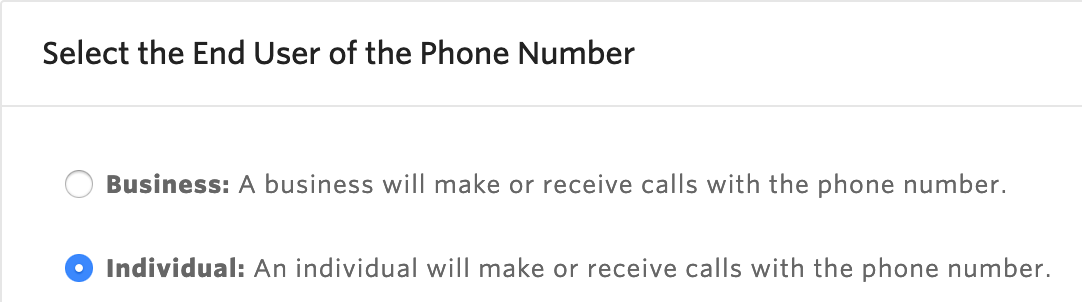 Select the End User of the Phone Number
Business: A business will make or receive calls with the phone number.
Individual: An individual will make or receive calls with the phone number.